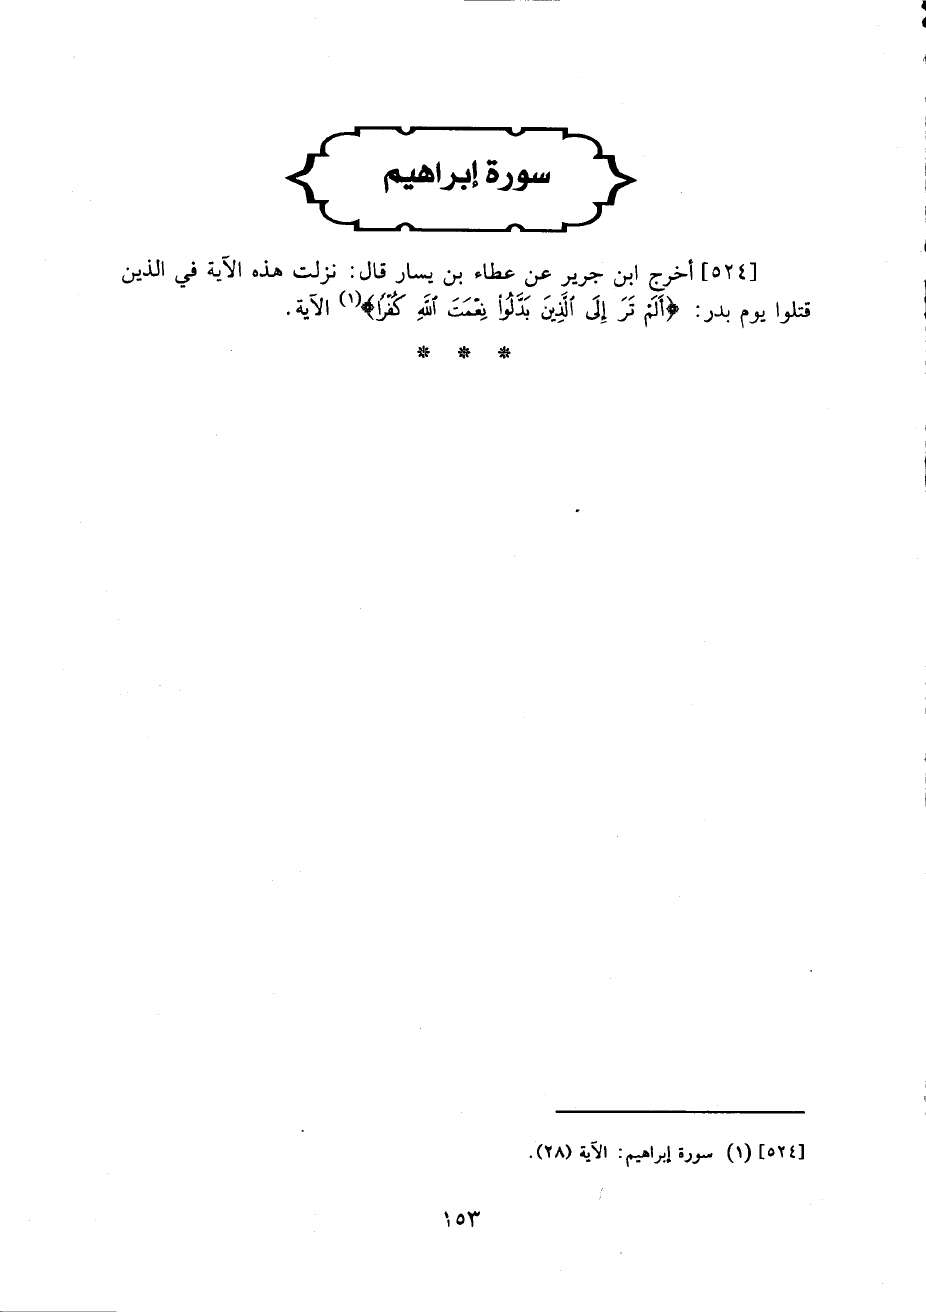 سورة إبراهيم
[٥٢٤] أخرج ابن جرير عن عطاء بن يسار قال: نزلت هذه الآية في الذين
قتلوا يوم بدر: ﴿أَلَمْ تَرَ إِلَى ٱلَّذِينَ بَدَّلُوا۟ نِعْمَتَ ٱللَّهِ كُفْرًا﴾(١) الآية.
* * *
[٥٢٤] (١) سورة إبراهيم: الآية (٢٨).
١٥٣